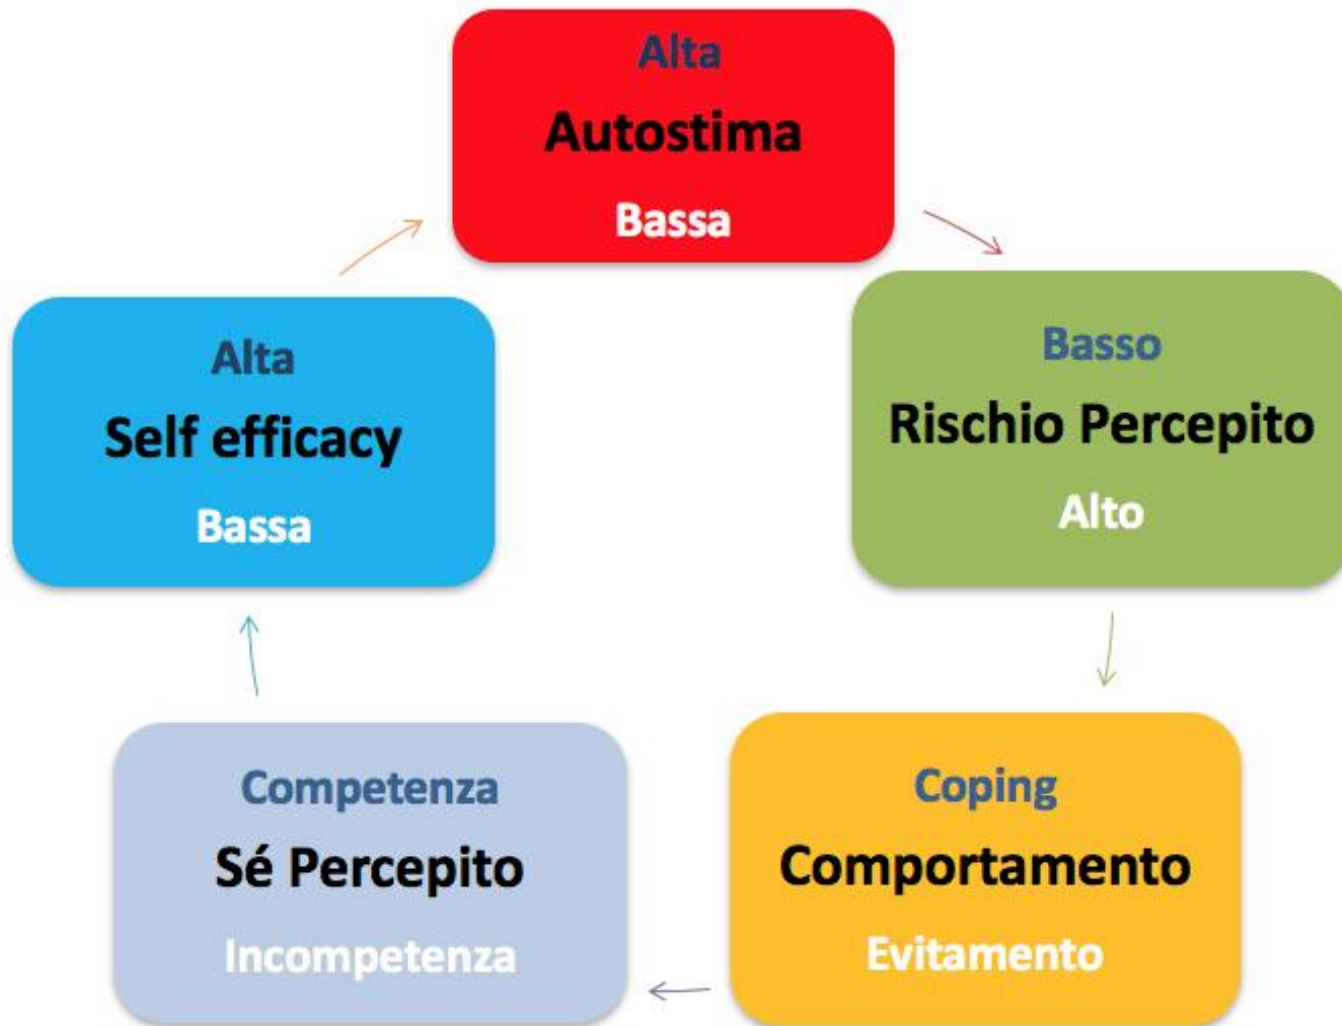 Alta
Autostima
Bassa
Basso
Rischio Percepito
Alto
Coping
Comportamento
Evitamento
Competenza
Sé Percepito
Incompetenza
Alta
Self efficacy
Bassa